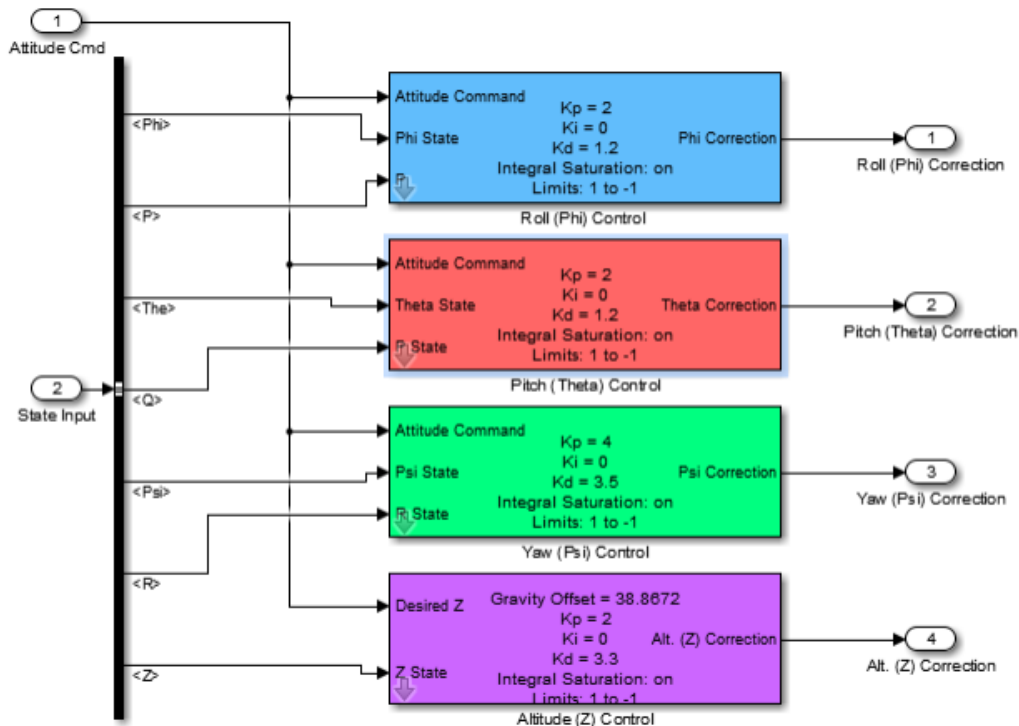 1
Attitude Cmd
<Phi>
<P>
<The>
<Q>
2
State Input
<Psi>
<R>
<Z>
Attitude Command
Kp = 2
Phi State
Ki = 0
Phi Correction
Kd = 1.2
P
Integral Saturation: on
Limits: 1 to -1
Roll (Phi) Control
1
Roll (Phi) Correction
Attitude Command
Kp = 2
Theta State
Ki = 0
Theta Correction
Kd = 1.2
State
Integral Saturation: on
Limits: 1 to -1
Pitch (Theta) Control
2
Pitch (Theta) Correction
Attitude Command
Kp = 4
Psi State
Ki = 0
Psi Correction
Kd = 3.5
State
Integral Saturation: on
Limits: 1 to -1
Yaw (Psi) Control
3
Yaw (Psi) Correction
Desired Z
Gravity Offset = 38.8672
Kp = 2
Ki = 0
Alt. (Z) Correction
Kd = 3.3
Z State
Integral Saturation: on
Limits: 1 to -1
Altitude (Z) Control
4
Alt. (Z) Correction